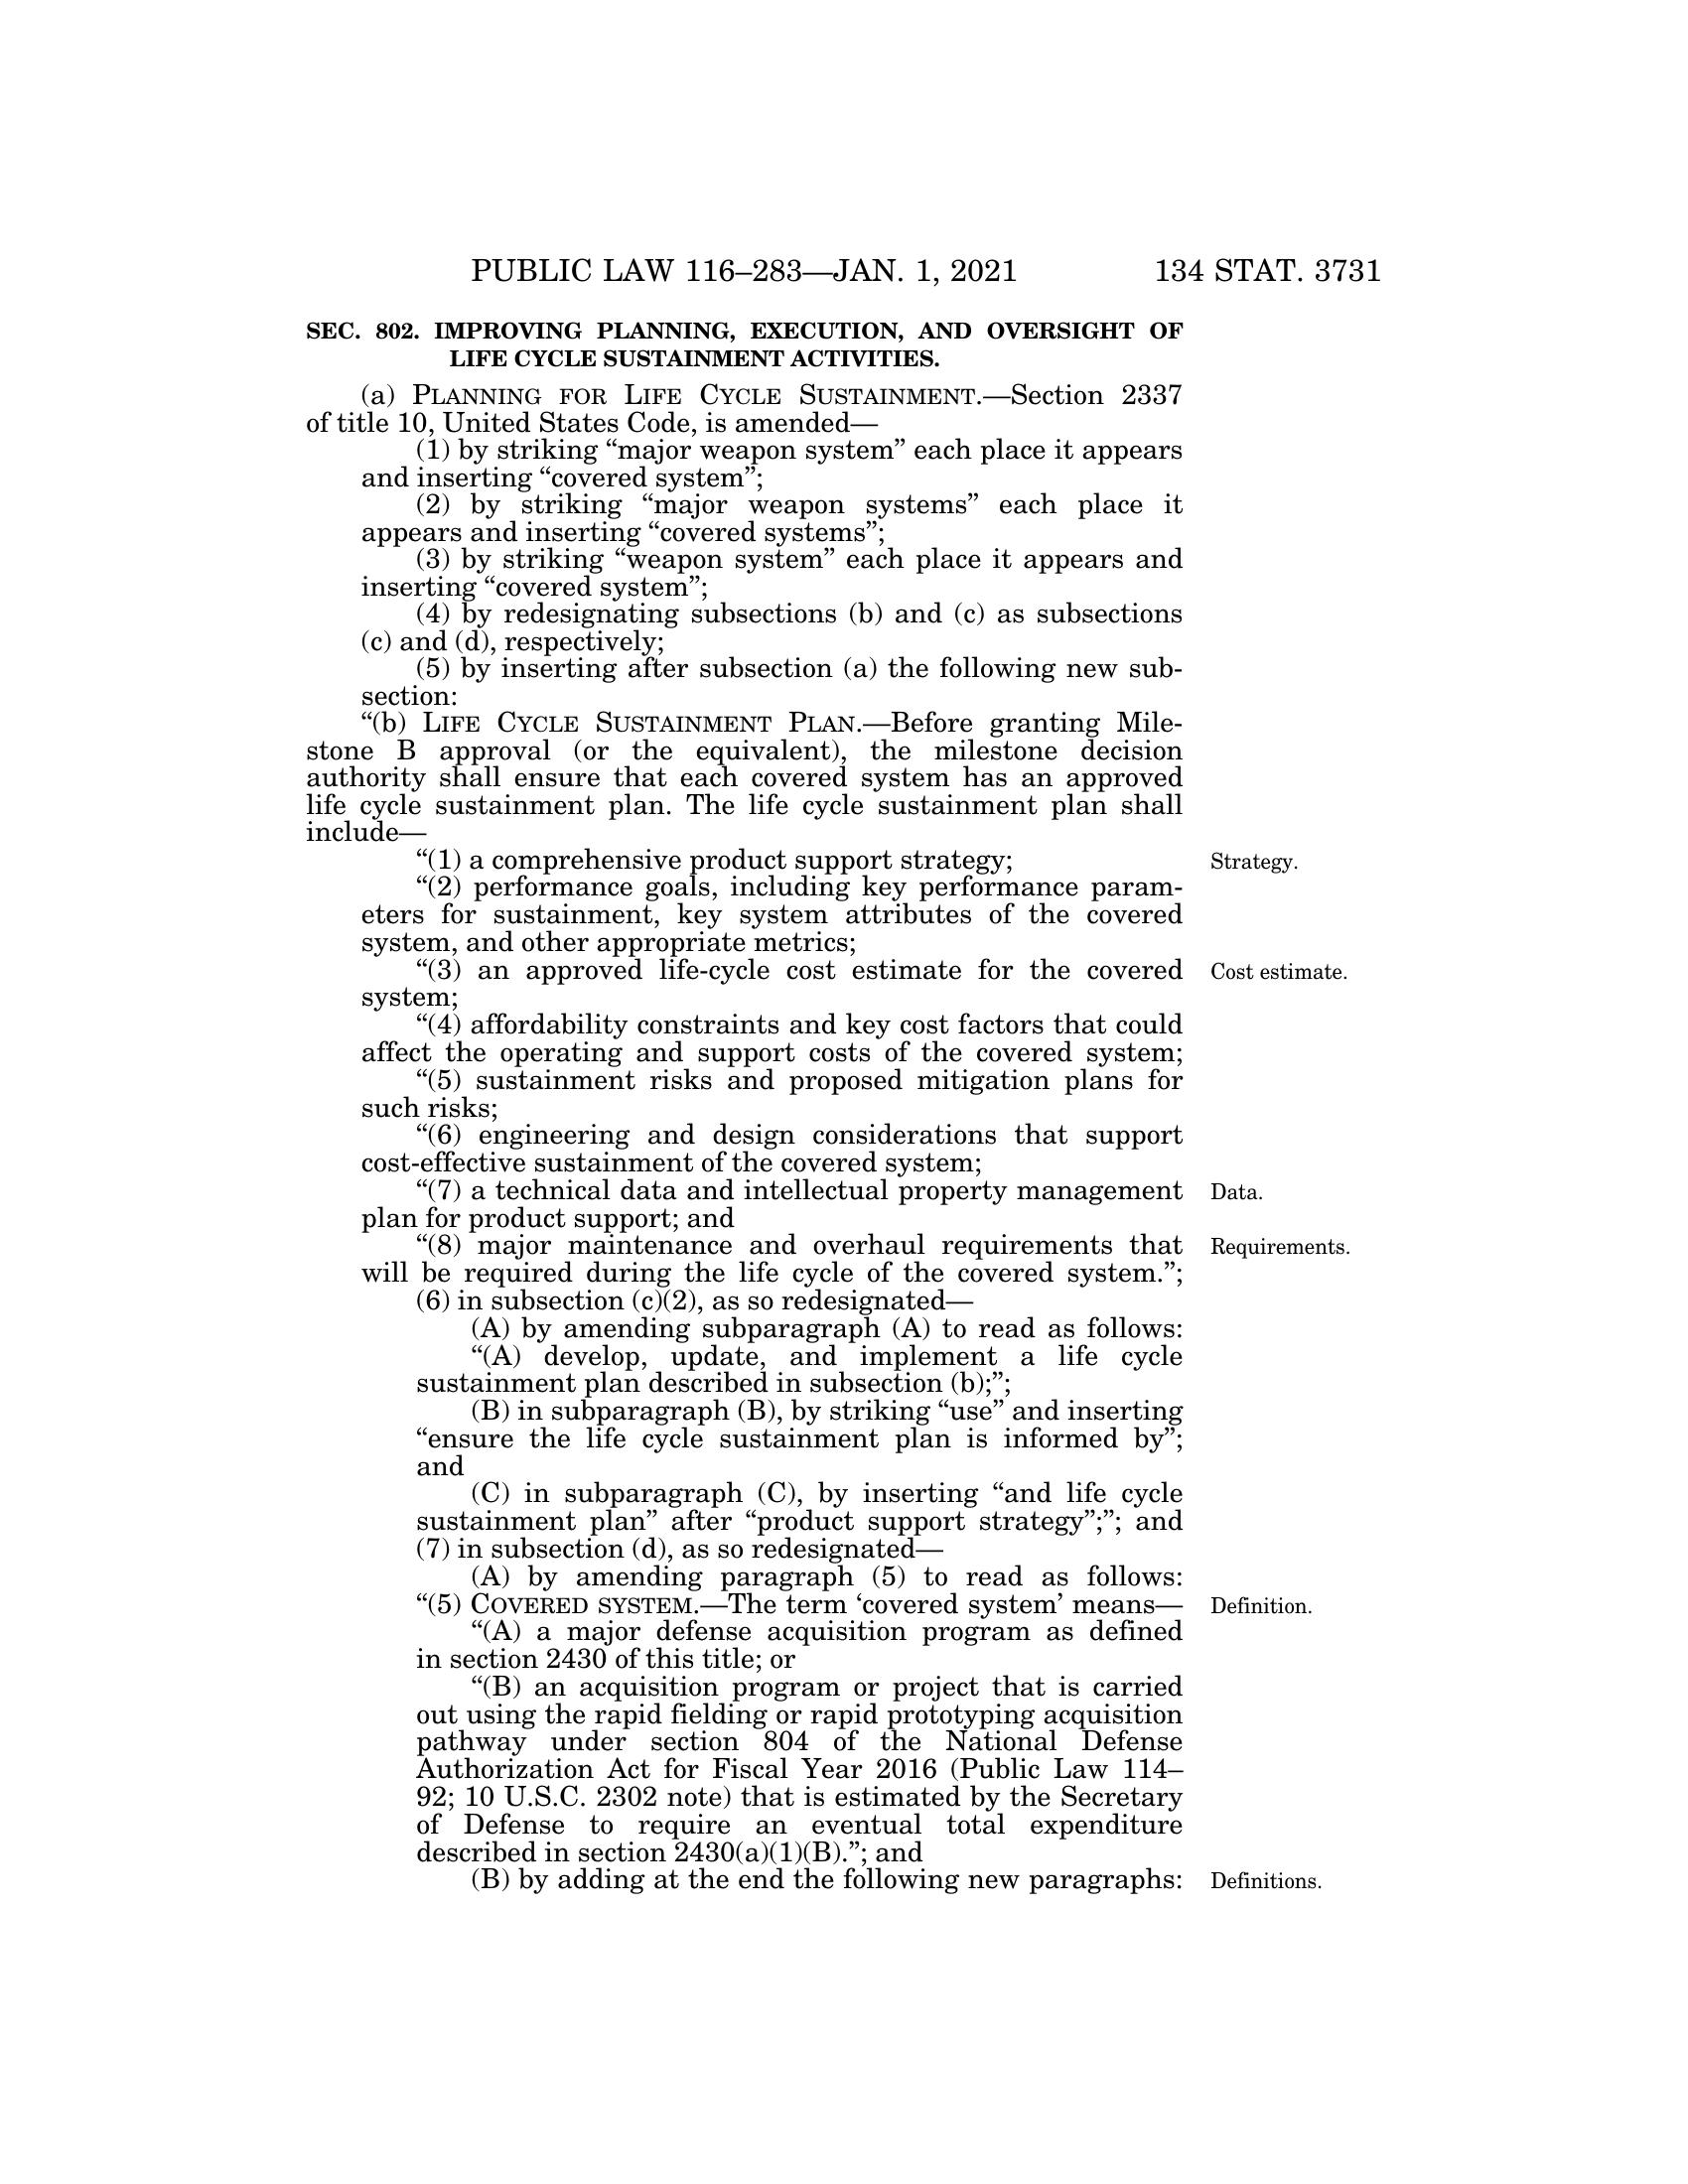 PUBLIC LAW 116–283—JAN. 1, 2021 134 STAT. 3731
SEC. 802. IMPROVING PLANNING, EXECUTION, AND OVERSIGHT OF
LIFE CYCLE SUSTAINMENT ACTIVITIES.
(a) PLANNING FOR LIFE CYCLE SUSTAINMENT.—Section 2337
of title 10, United States Code, is amended—
(1) by striking “major weapon system” each place it appears
and inserting “covered system”;
(2) by striking “major weapon systems” each place it
appears and inserting “covered systems”;
(3) by striking “weapon system” each place it appears and
inserting “covered system”;
(4) by redesignating subsections (b) and (c) as subsections
(c) and (d), respectively;
(5) by inserting after subsection (a) the following new sub-
section:
“(b) LIFE CYCLE SUSTAINMENT PLAN.—Before granting Mile-
stone B approval (or the equivalent), the milestone decision
authority shall ensure that each covered system has an approved
life cycle sustainment plan. The life cycle sustainment plan shall
include—
“(1) a comprehensive product support strategy; Strategy.
“(2) performance goals, including key performance param-
eters for sustainment, key system attributes of the covered
system, and other appropriate metrics;
“(3) an approved life-cycle cost estimate for the covered Cost estimate.
system;
“(4) affordability constraints and key cost factors that could
affect the operating and support costs of the covered system;
“(5) sustainment risks and proposed mitigation plans for
such risks;
“(6) engineering and design considerations that support
cost-effective sustainment of the covered system;
“(7) a technical data and intellectual property management Data.
plan for product support; and
“(8) major maintenance and overhaul requirements that Requirements.
will be required during the life cycle of the covered system.”;
(6) in subsection (c)(2), as so redesignated—
(A) by amending subparagraph (A) to read as follows:
“(A) develop, update, and implement a life cycle
sustainment plan described in subsection (b);”;
(B) in subparagraph (B), by striking “use” and inserting
“ensure the life cycle sustainment plan is informed by”;
and
(C) in subparagraph (C), by inserting “and life cycle
sustainment plan” after “product support strategy”;”; and
(7) in subsection (d), as so redesignated—
(A) by amending paragraph (5) to read as follows:
“(5) COVERED SYSTEM.—The term ‘covered system’ means— Definition.
“(A) a major defense acquisition program as defined
in section 2430 of this title; or
“(B) an acquisition program or project that is carried
out using the rapid fielding or rapid prototyping acquisition
pathway under section 804 of the National Defense
Authorization Act for Fiscal Year 2016 (Public Law 114–
92; 10 U.S.C. 2302 note) that is estimated by the Secretary
of Defense to require an eventual total expenditure
described in section 2430(a)(1)(B).”; and
(B) by adding at the end the following new paragraphs: Definitions.